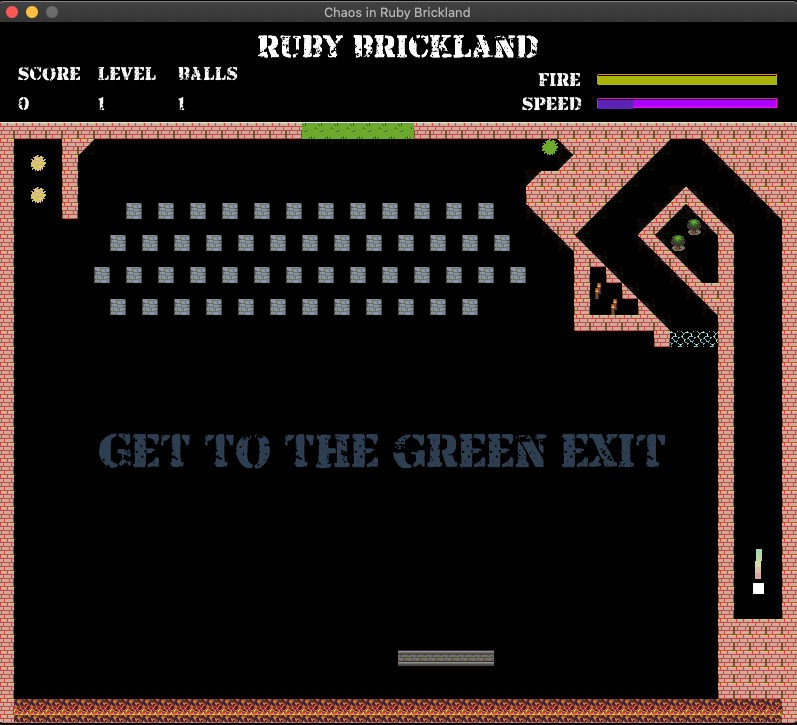 Chaos in Ruby Brickland
RUBY BRICKLAND
SCORE LEVEL BALLS
FIRE
0 1 1
SPEED
GET TO THE GREEN EXIT